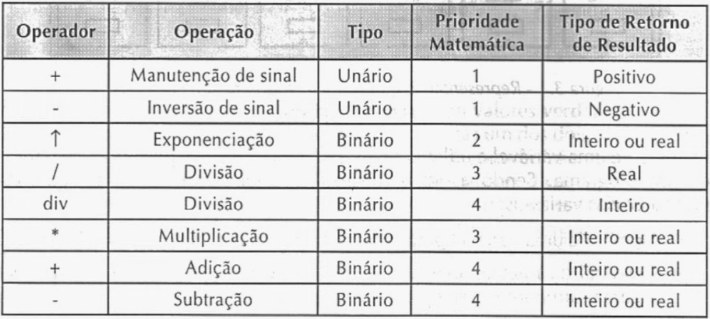 Operador Operação Tipo Prioridade Matemática Tipo de Retorno de Resultado
+ Manutenção de sinal Unário 1 Positivo
- Inversão de sinal Unário 1 Negativo
↑ Exponenciação Binário 2 Inteiro ou real
/ Divisão Binário 3 Real
div Divisão Binário 4 Inteiro
* Multiplicação Binário 3 Inteiro ou real
+ Adição Binário 4 Inteiro ou real
- Subtração Binário 4 Inteiro ou real